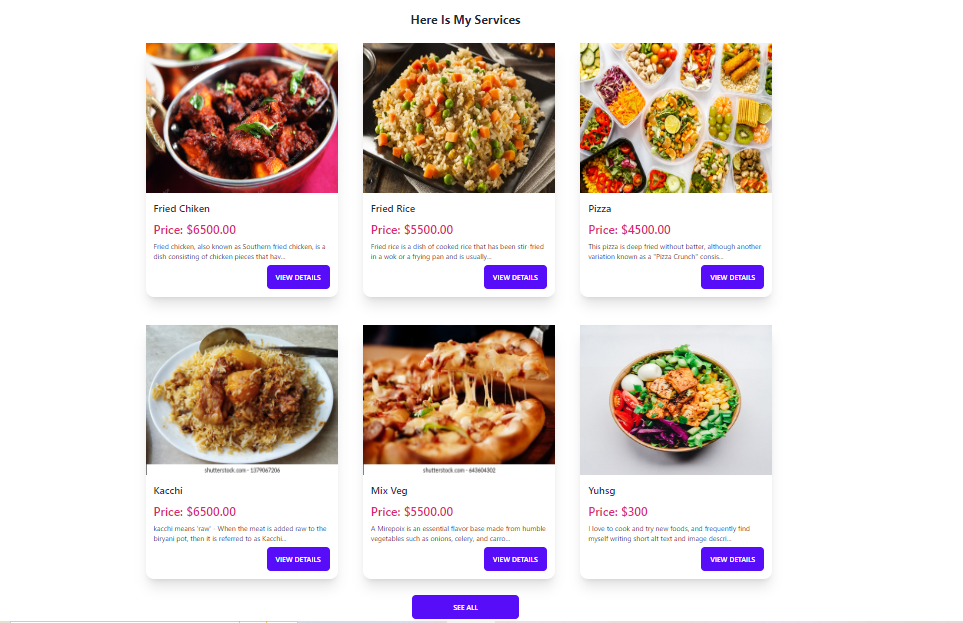 Here Is My Services
Fried Chiken
Price: $6500.00
Fried chicken, also known as Southern fried chicken, is a
dish consisting of chicken pieces that hav...
VIEW DETAILS
Fried Rice
Price: $5500.00
Fried rice is a dish of cooked rice that has been stir-fried
in a wok or a frying pan and is usually...
VIEW DETAILS
Pizza
Price: $4500.00
This pizza is deep fried without batter, although another
variation known as a "Pizza Crunch" consis...
VIEW DETAILS
shutterstock.com · 1379067206
Kacchi
Price: $6500.00
kacchi means 'raw' · When the meat is added raw to the
biryani pot, then it is referred to as Kacchi...
VIEW DETAILS
shutterstock.com · 643604302
Mix Veg
Price: $5500.00
A Mirepoix is an essential flavor base made from humble
vegetables such as onions, celery, and carro...
VIEW DETAILS
Yuhsg
Price: $300
I love to cook and try new foods, and frequently find
myself writing short alt text and image descri...
VIEW DETAILS
SEE ALL